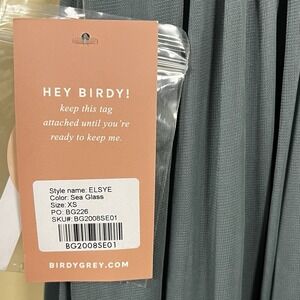 HEY BIRDY!
keep this tag
attached until you're
ready to keep me.
Style name: ELSYE
Color: Sea Glass
Size: XS
PO: BG226
SKU#: BG2008SE01
BG2008SE01
BIRDYGREY.COM